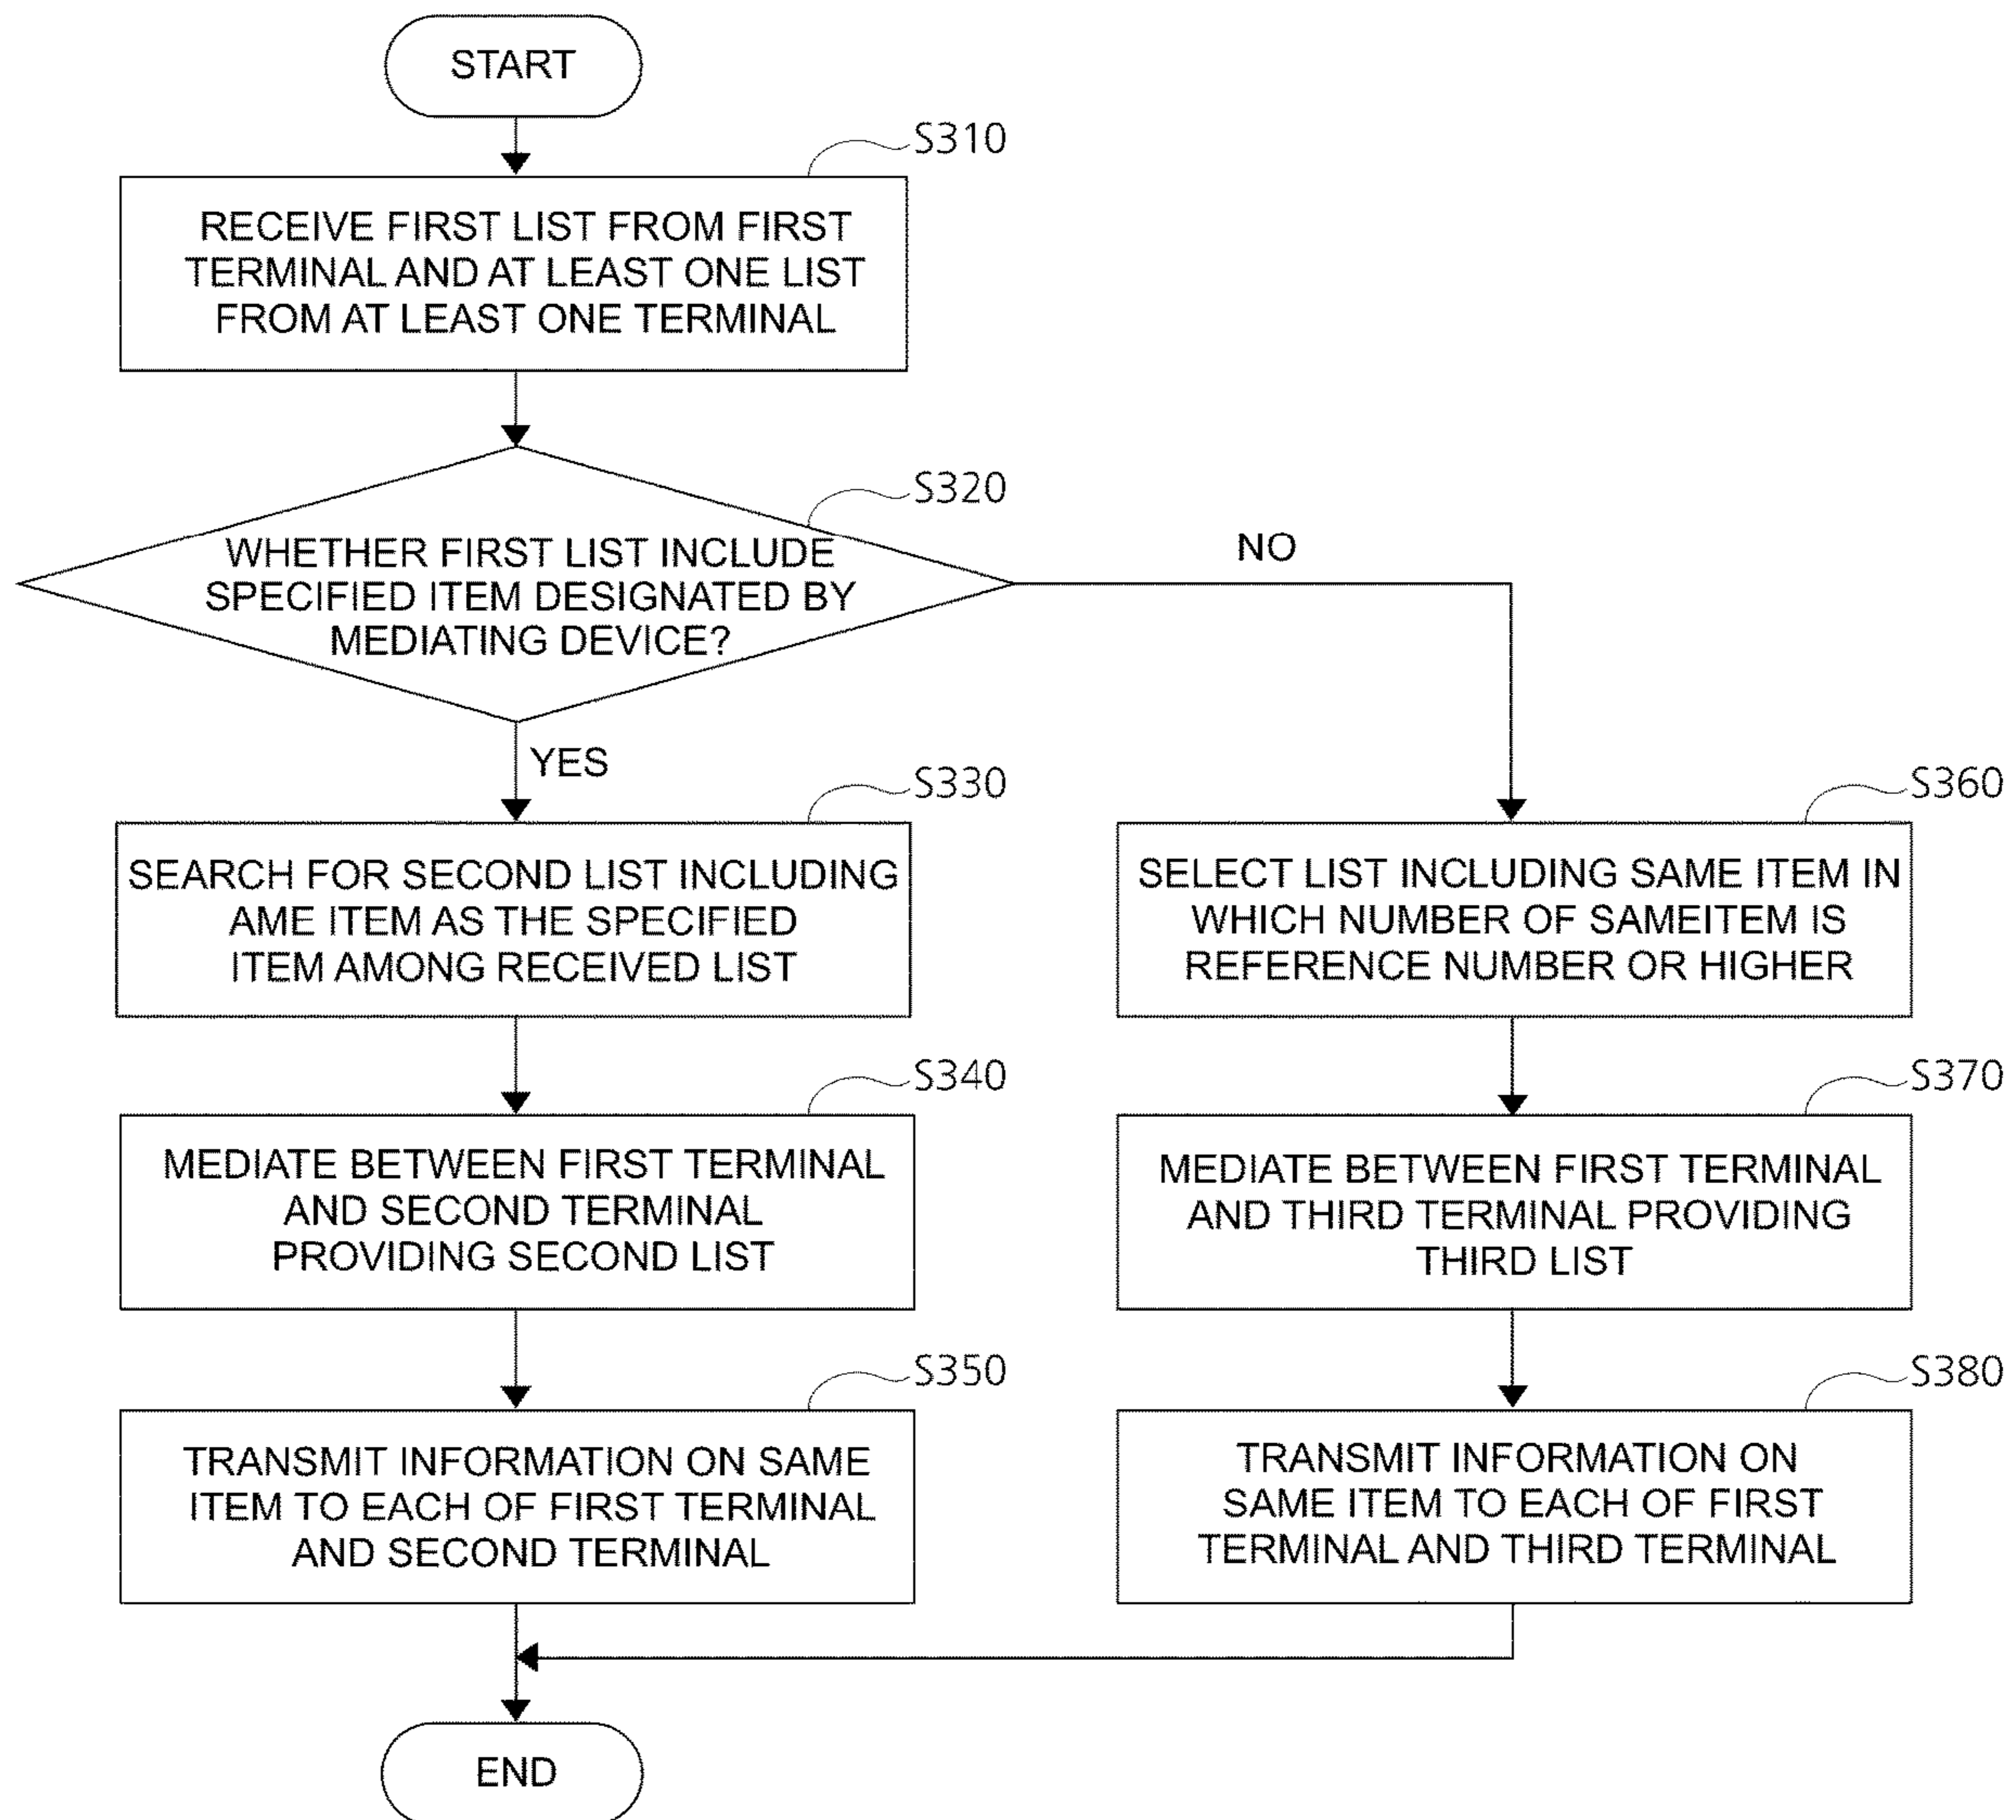 START
S310
RECEIVE FIRST LIST FROM FIRST
TERMINAL AND AT LEAST ONE LIST
FROM AT LEAST ONE TERMINAL
S320
WHETHER FIRST LIST INCLUDE
SPECIFIED ITEM DESIGNATED BY
MEDIATING DEVICE?
NO
YES
S330
SEARCH FOR SECOND LIST INCLUDING
AME ITEM AS THE SPECIFIED
ITEM AMONG RECEIVED LIST
S340
MEDIATE BETWEEN FIRST TERMINAL
AND SECOND TERMINAL
PROVIDING SECOND LIST
S350
TRANSMIT INFORMATION ON SAME
ITEM TO EACH OF FIRST TERMINAL
AND SECOND TERMINAL
S360
SELECT LIST INCLUDING SAME ITEM IN
WHICH NUMBER OF SAMEITEM IS
REFERENCE NUMBER OR HIGHER
S370
MEDIATE BETWEEN FIRST TERMINAL
AND THIRD TERMINAL PROVIDING
THIRD LIST
S380
TRANSMIT INFORMATION ON
SAME ITEM TO EACH OF FIRST
TERMINAL AND THIRD TERMINAL
END